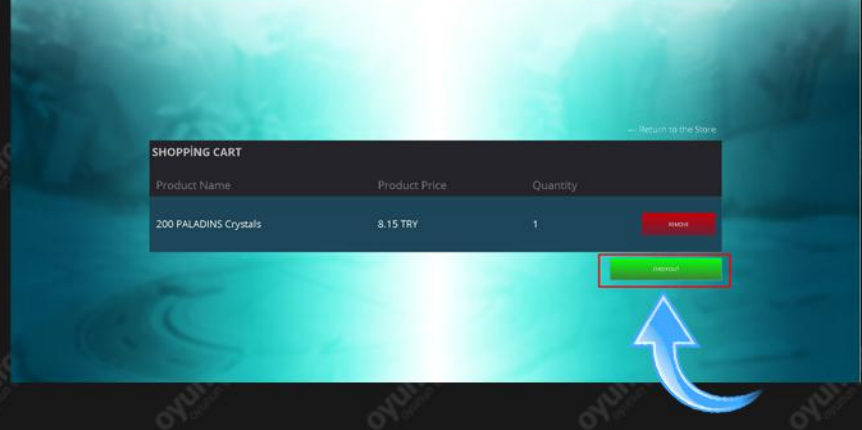 ← Return to the Store
SHOPPİNG CART
Product Name Product Price Quantity
200 PALADINS Crystals 8.15 TRY 1 REMOVE
CHECKOUT